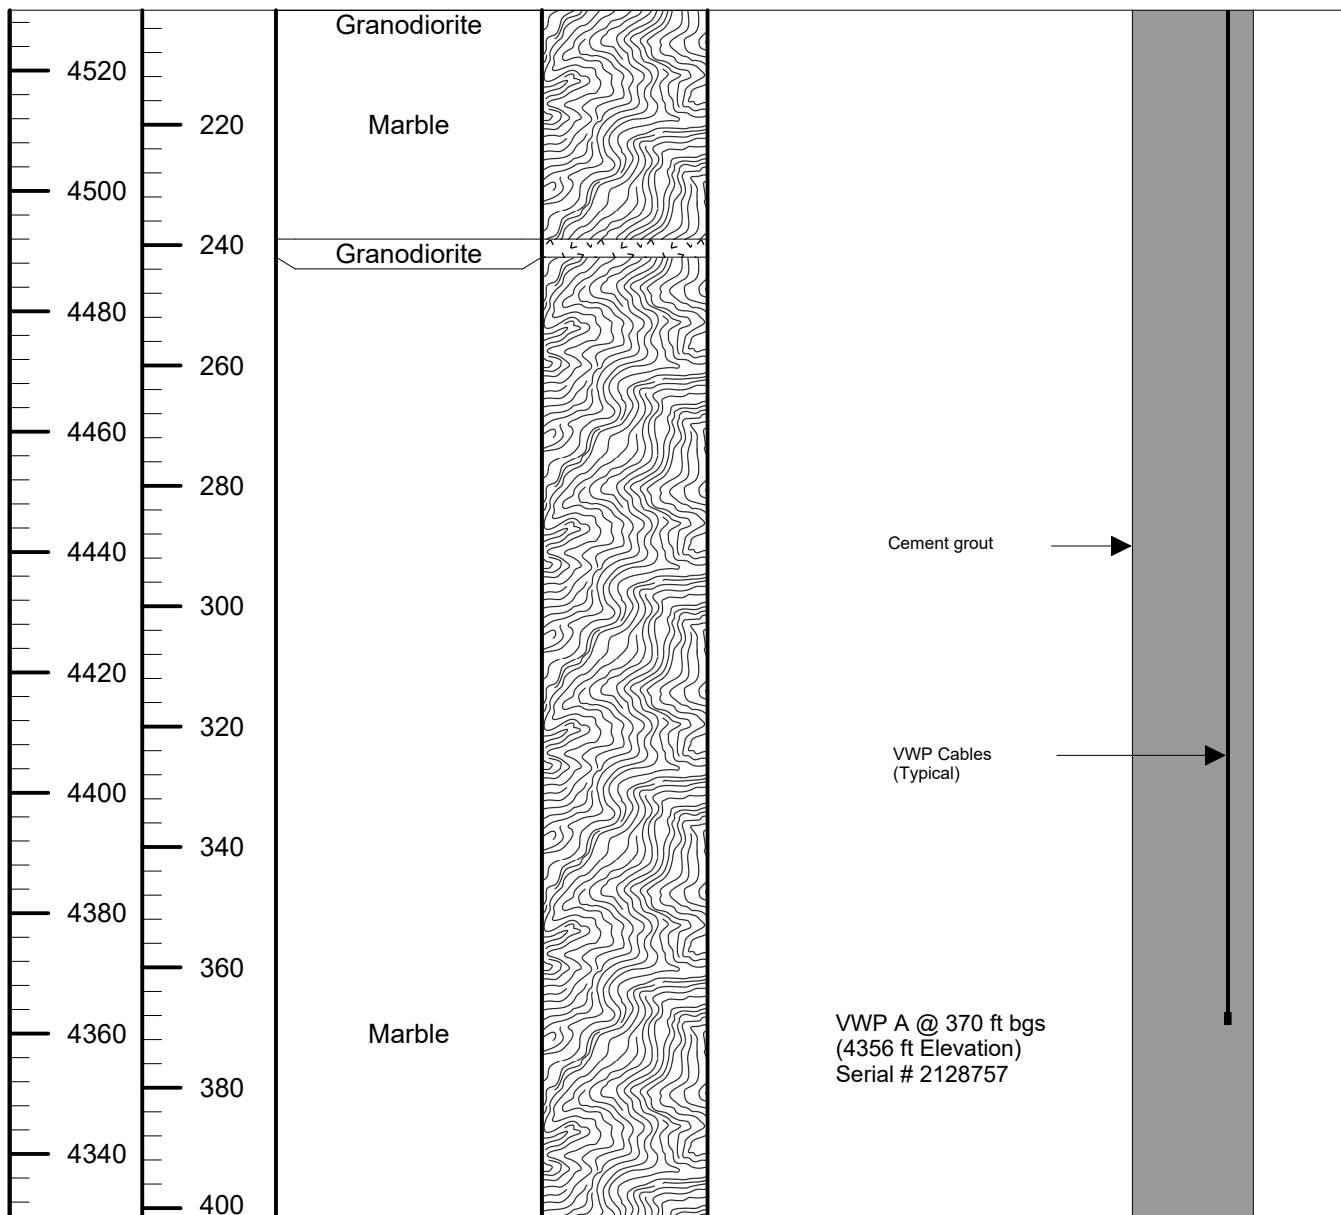 Granodiorite
4520
220
Marble
4500
240
Granodiorite
4480
260
4460
280
4440
Cement grout
300
4420
320
VWP Cables
(Typical)
4400
340
4380
360
VWP A @ 370 ft bgs
4360
Marble
(4356 ft Elevation)
Serial # 2128757
380
4340
400